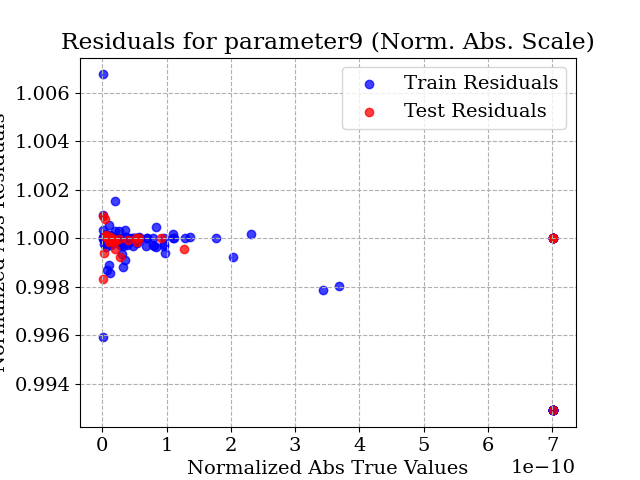 Residuals for parameter9 (Norm. Abs. Scale)
Train Residuals
Test Residuals
1.006
1.004
1.002
1.000
0.998
0.996
0.994
Normalized Abs Residuals
0 1 2 3 4 5 6 7
1e−10
Normalized Abs True Values